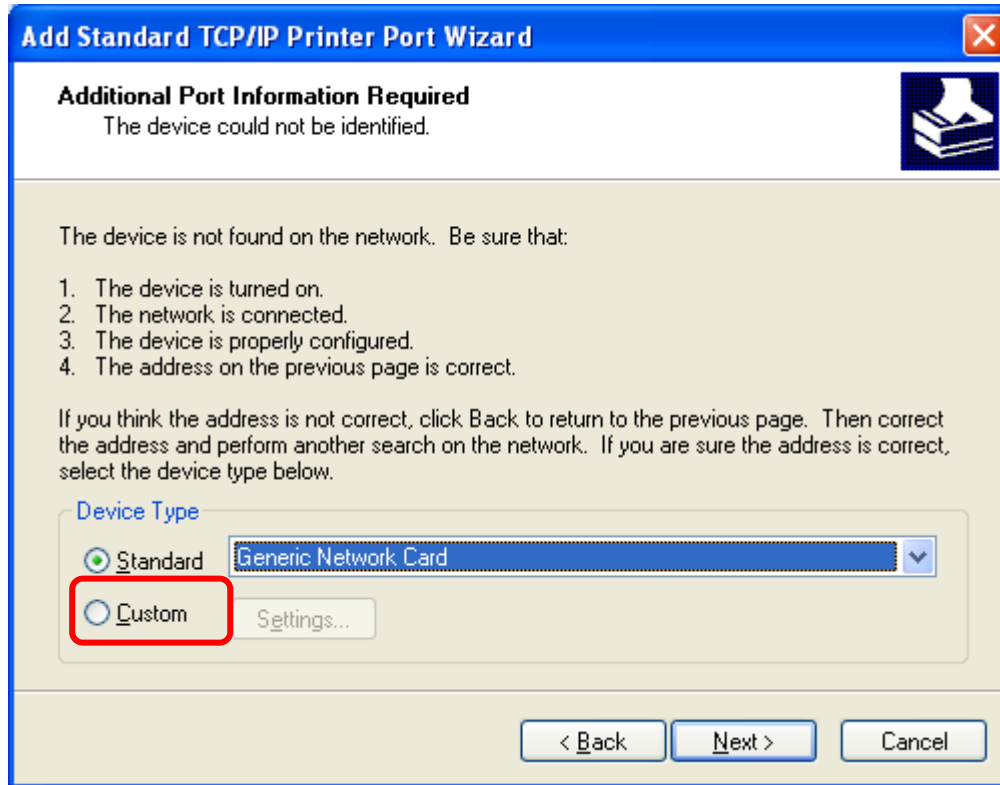 Add Standard TCP/IP Printer Port Wizard
Additional Port Information Required
The device could not be identified.
The device is not found on the network.  Be sure that:
1.  The device is turned on.
2.  The network is connected.
3.  The device is properly configured.
4.  The address on the previous page is correct.
If you think the address is not correct, click Back to return to the previous page.  Then correct
the address and perform another search on the network.  If you are sure the address is correct,
select the device type below.
Device Type
Standard
Generic Network Card
Custom
Settings...
< Back
Next >
Cancel